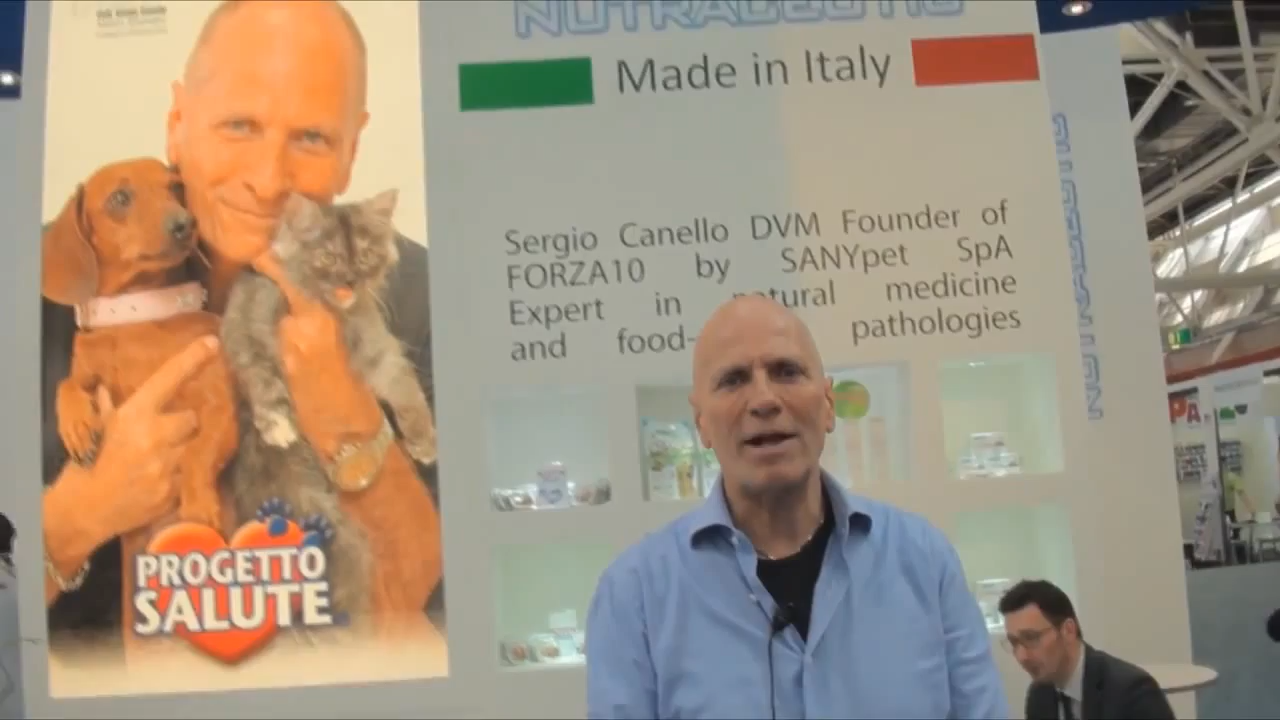 NUTRACEUTIC
Made in Italy
Sergio Canello DVM Founder of
FORZA10 by SANYpet SpA
Expert in natural medicine
and food- pathologies
PROGETTO
SALUTE